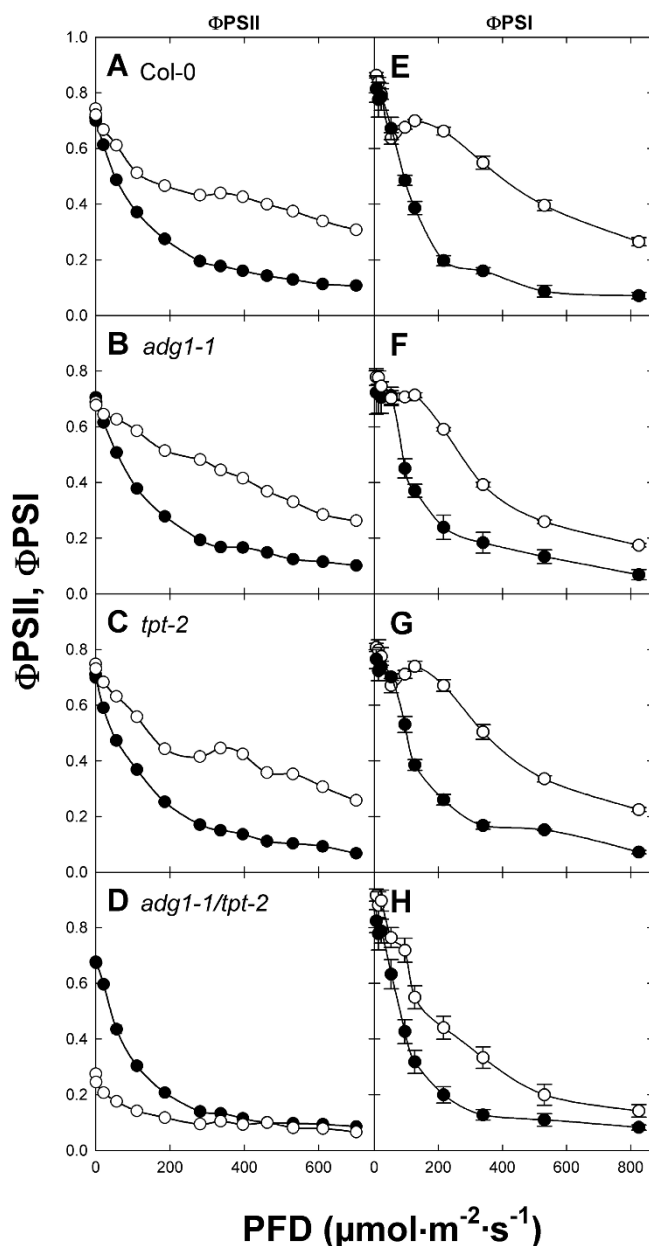 ΦPSII ΦPSI
1.0
A Col-0 E
0.8
0.6
0.4
0.2
0.0
B adg1-1 F
0.8
0.6
0.4
0.2
0.0
C tpt-2 G
0.8
0.6
0.4
0.2
0.0
D adg1-1/tpt-2 H
0.8
0.6
0.4
0.2
0.0
0 200 400 600 0 200 400 600 800
ΦPSII, ΦPSI
PFD (µmol·m⁻²·s⁻¹)